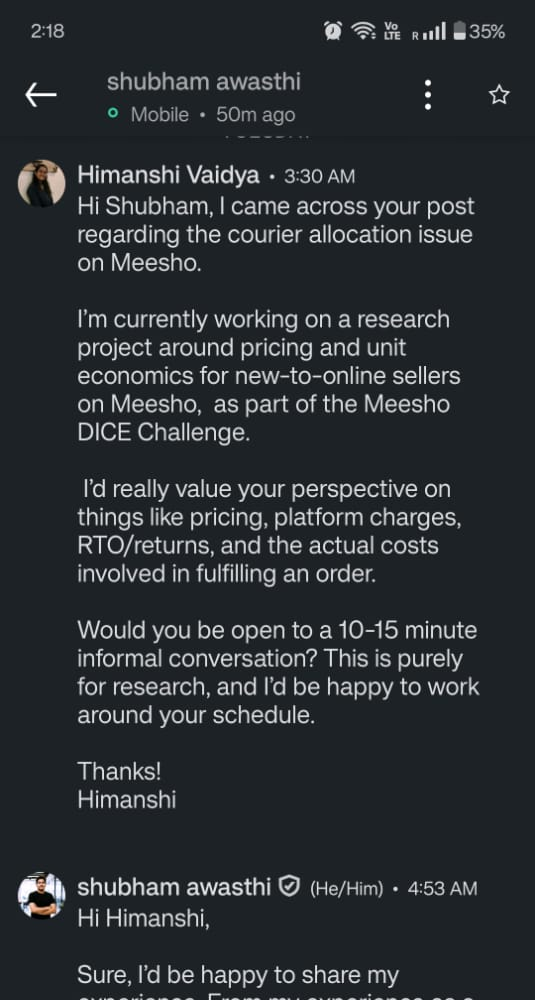 2:18
Vo
LTE
R
35%
shubham awasthi
Mobile • 50m ago
Himanshi Vaidya • 3:30 AM
Hi Shubham, I came across your post
regarding the courier allocation issue
on Meesho.
I'm currently working on a research
project around pricing and unit
economics for new-to-online sellers
on Meesho,  as part of the Meesho
DICE Challenge.
I'd really value your perspective on
things like pricing, platform charges,
RTO/returns, and the actual costs
involved in fulfilling an order.
Would you be open to a 10-15 minute
informal conversation? This is purely
for research, and I'd be happy to work
around your schedule.
Thanks!
Himanshi
shubham awasthi (He/Him) • 4:53 AM
Hi Himanshi,
Sure, I'd be happy to share my